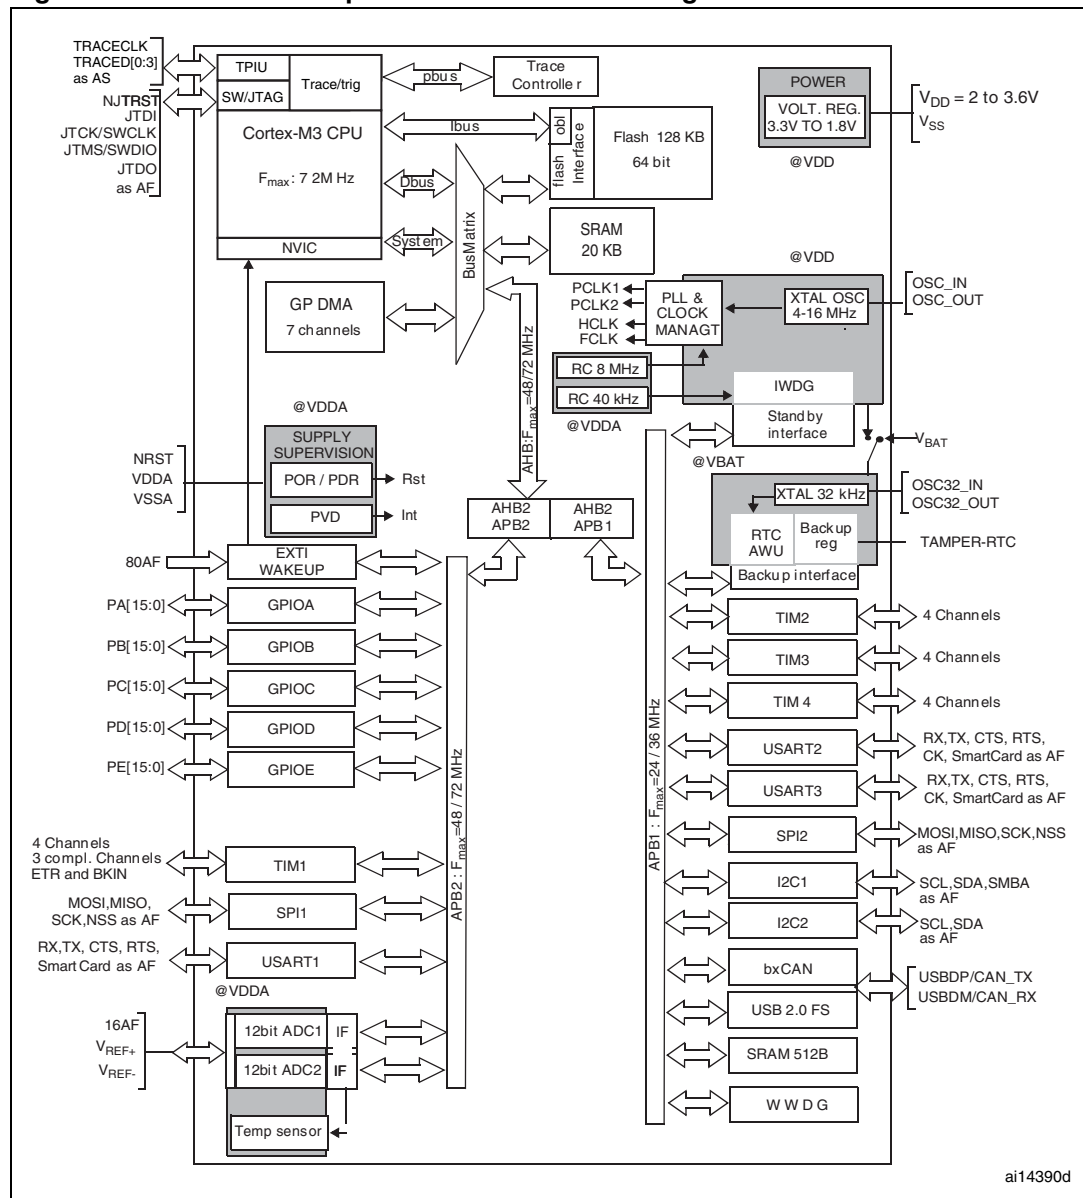 TRACECLK
TRACED[0:3]
as AS
NJTRST
JTDI
JTCK/SWCLK
JTMS/SWDIO
JTDO
as AF
TPIU
SW/JTAG
Trace/trig
Cortex-M3 CPU
Fmax: 7 2M Hz
NVIC
pbus
Trace
Controlle r
Ibus
Dbus
System
BusMatrix
obl
flash
Interface
Flash 128 KB
64 bit
SRAM
20 KB
POWER
VOLT. REG.
3.3V TO 1.8V
@VDD
VDD = 2 to 3.6V
VSS
GP DMA
7 channels
PCLK1
PCLK2
HCLK
FCLK
PLL &
CLOCK
MANAGT
@VDD
XTAL OSC
4-16 MHz
OSC_IN
OSC_OUT
RC 8 MHz
RC 40 kHz
@VDDA
IWDG
Stand by
interface
VBAT
@VBAT
AHB:Fmax=48/72 MHz
@VDDA
SUPPLY
SUPERVISION
POR / PDR
PVD
Rst
Int
NRST
VDDA
VSSA
AHB2
APB2
AHB2
APB1
XTAL 32 kHz
OSC32_IN
OSC32_OUT
RTC
AWU
Backup
reg
TAMPER-RTC
Backup interface
80AF
EXTI
WAKEUP
PA[15:0]
GPIOA
PB[15:0]
GPIOB
PC[15:0]
GPIOC
PD[15:0]
GPIOD
PE[15:0]
GPIOE
4 Channels
3 compl. Channels
ETR and BKIN
TIM1
MOSI,MISO,
SCK,NSS as AF
SPI1
RX,TX, CTS, RTS,
SmartCard as AF
USART1
@VDDA
16AF
VREF+
VREF-
12bit ADC1
IF
12bit ADC2
IF
Temp sensor
APB2 : Fmax=48 / 72 MHz
APB1 : Fmax=24 / 36 MHz
TIM2
4 Channels
TIM3
4 Channels
TIM 4
4 Channels
USART2
RX,TX, CTS, RTS,
CK, SmartCard as AF
USART3
RX,TX, CTS, RTS,
CK, SmartCard as AF
SPI2
MOSI,MISO,SCK,NSS
as AF
I2C1
SCL,SDA,SMBA
as AF
I2C2
SCL,SDA
as AF
bxCAN
USBDP/CAN_TX
USBDM/CAN_RX
USB 2.0 FS
SRAM 512B
W W D G
ai14390d